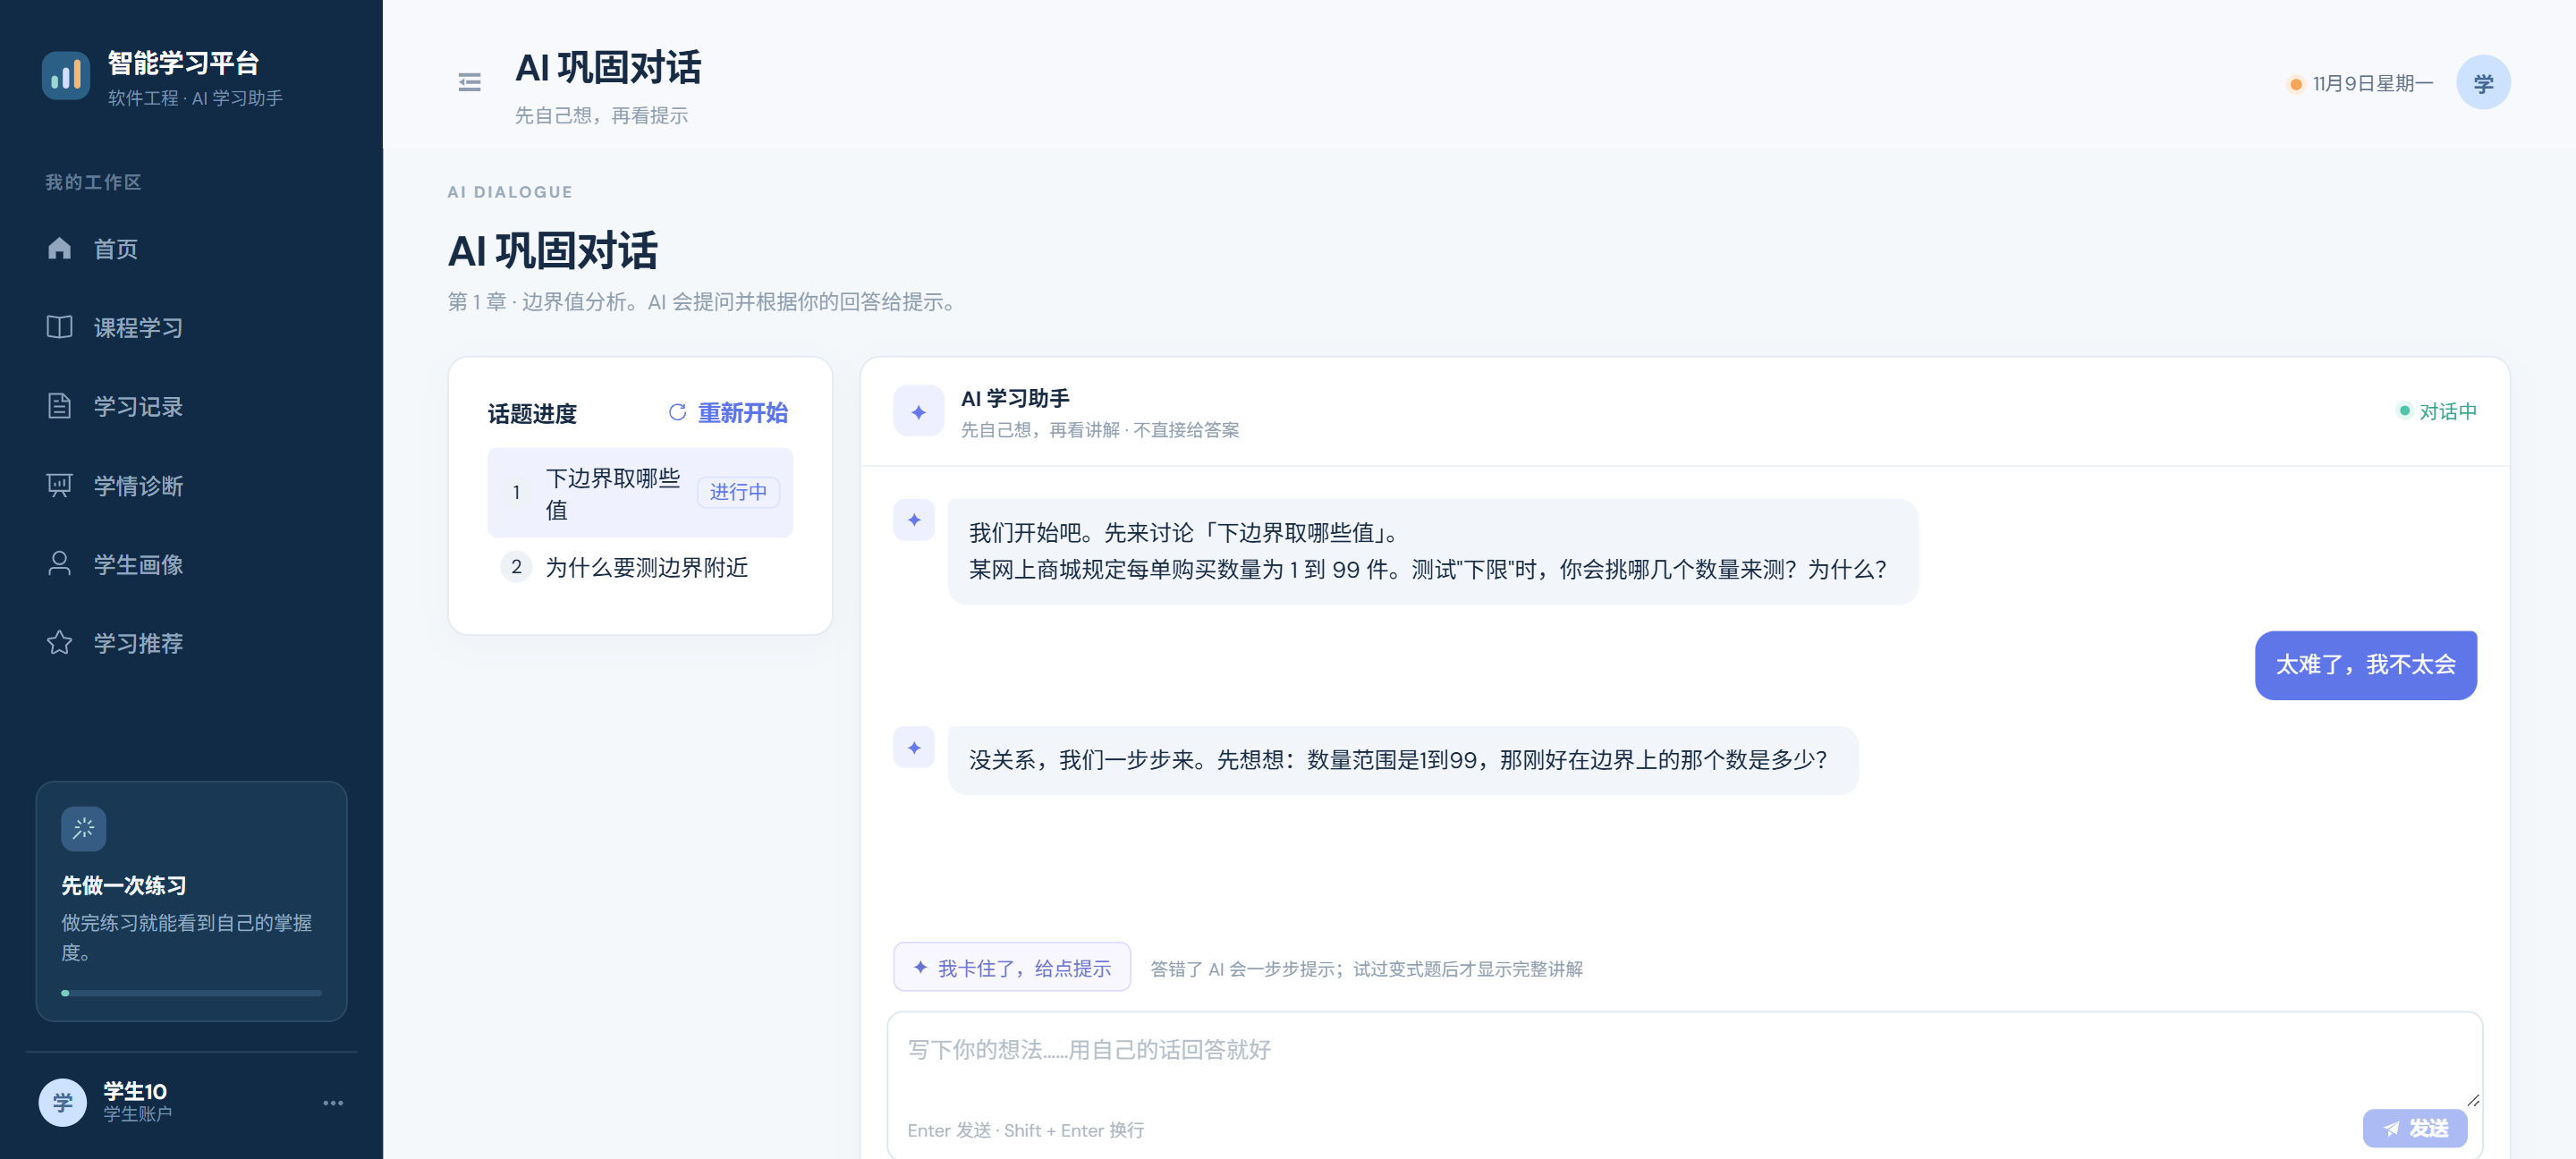 智能学习平台
软件工程 · AI 学习助手
我的工作区
首页
课程学习
学习记录
学情诊断
学生画像
学习推荐
先做一次练习
做完练习就能看到自己的掌握
度。
学
学生10
学生账户
AI 巩固对话
先自己想，再看提示
11月9日星期一
学
AI DIALOGUE
AI 巩固对话
第 1 章 · 边界值分析。AI 会提问并根据你的回答给提示。
话题进度
重新开始
1
下边界取哪些
值
进行中
2
为什么要测边界附近
AI 学习助手
先自己想，再看讲解 · 不直接给答案
对话中
我们开始吧。先来讨论「下边界取哪些值」。
某网上商城规定每单购买数量为 1 到 99 件。测试"下限"时，你会挑哪几个数量来测？为什么？
太难了，我不太会
没关系，我们一步步来。先想想：数量范围是1到99，那刚好在边界上的那个数是多少？
我卡住了，给点提示
答错了 AI 会一步步提示；试过变式题后才显示完整讲解
写下你的想法……用自己的话回答就好
Enter 发送 · Shift + Enter 换行
发送